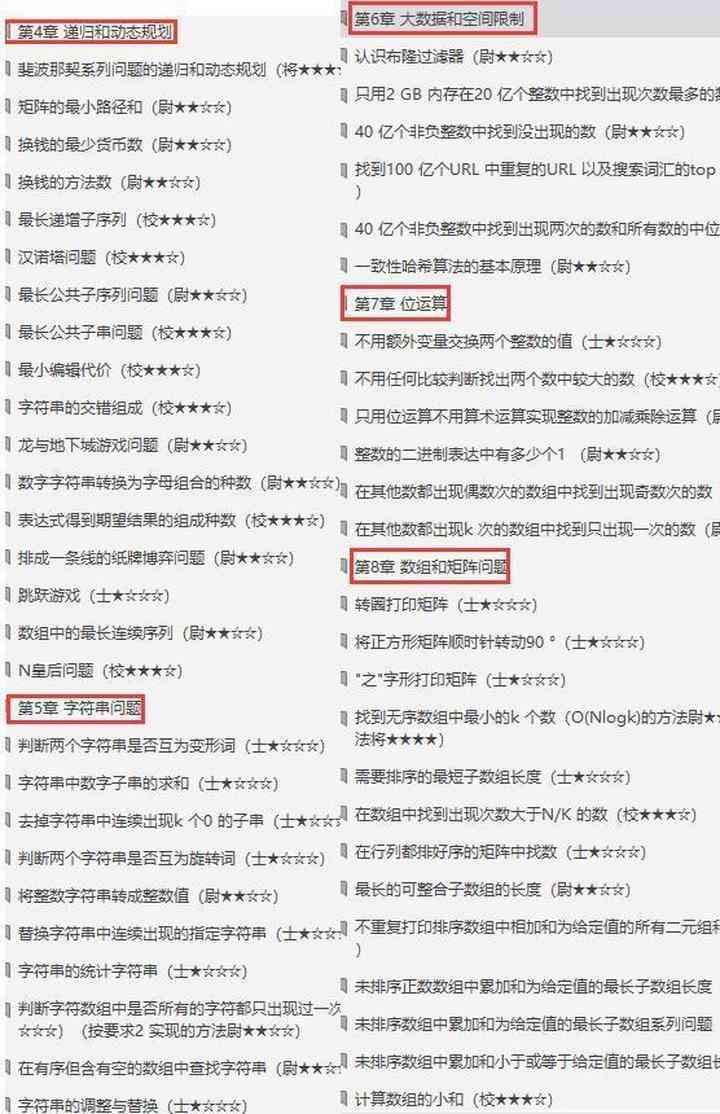 第4章 递归和动态规划
斐波那契系列问题的递归和动态规划（将★★★
矩阵的最小路径和（尉★★☆☆）
换钱的最少货币数（尉★★☆☆）
换钱的方法数（尉★★☆☆）
最长递增子序列（校★★★☆）
汉诺塔问题（校★★★☆）
最长公共子序列问题（尉★★☆☆）
最长公共子串问题（校★★★☆）
最小编辑代价（校★★★☆）
字符串的交错组成（校★★★☆）
龙与地下城游戏问题（尉★★☆☆）
数字字符串转换为字母组合的种数（尉★★☆☆）
表达式得到期望结果的组成种数（校★★★☆）
排成一条线的纸牌博弈问题（尉★★☆☆）
跳跃游戏（士★☆☆☆）
数组中的最长连续序列（尉★★☆☆）
N皇后问题（校★★★☆）
第5章 字符串问题
判断两个字符串是否互为变形词（士★☆☆☆）
字符串中数字子串的求和（士★☆☆☆）
去掉字符串中连续出现k 个0 的子串（士★☆☆
判断两个字符串是否互为旋转词（士★☆☆☆）
将整数字符串转成整数值（尉★★☆☆）
替换字符串中连续出现的指定字符串（士★☆☆
字符串的统计字符串（士★☆☆☆）
判断字符数组中是否所有的字符都只出现过一次
☆☆☆）（按要求2 实现的方法尉★★☆☆）
在有序但含有空的数组中查找字符串（尉★★☆
字符串的调整与替换（士★☆☆☆）
第6章 大数据和空间限制
认识布隆过滤器（尉★★☆☆）
只用2 GB 内存在20 亿个整数中找到出现次数最多的
40 亿个非负整数中找到没出现的数（尉★★☆☆）
找到100 亿个URL 中重复的URL 以及搜索词汇的top
）
40 亿个非负整数中找到出现两次的数和所有数的中位
一致性哈希算法的基本原理（尉★★☆☆）
第7章 位运算
不用额外变量交换两个整数的值（士★☆☆☆）
不用任何比较判断找出两个数中较大的数（校★★★☆
只用位运算不用算术运算实现整数的加减乘除运算（
整数的二进制表达中有多少个1 （尉★★☆☆）
在其他数都出现偶数次的数组中找到出现奇数次的数
在其他数都出现k 次的数组中找到只出现一次的数（
第8章 数组和矩阵问题
转圈打印矩阵（士★☆☆☆）
将正方形矩阵顺时针转动90 °（士★☆☆☆）
"之"字形打印矩阵（士★☆☆☆）
找到无序数组中最小的k 个数（O(Nlogk)的方法尉★
法将★★★★）
需要排序的最短子数组长度（士★☆☆☆）
在数组中找到出现次数大于N/K 的数（校★★★☆）
在行列都排好序的矩阵中找数（士★☆☆☆）
最长的可整合子数组的长度（尉★★☆☆）
不重复打印排序数组中相加和为给定值的所有二元组
）
未排序正数数组中累加和为给定值的最长子数组长度
未排序数组中累加和为给定值的最长子数组系列问题
未排序数组中累加和小于或等于给定值的最长子数组
计算数组的小和（校★★★☆）